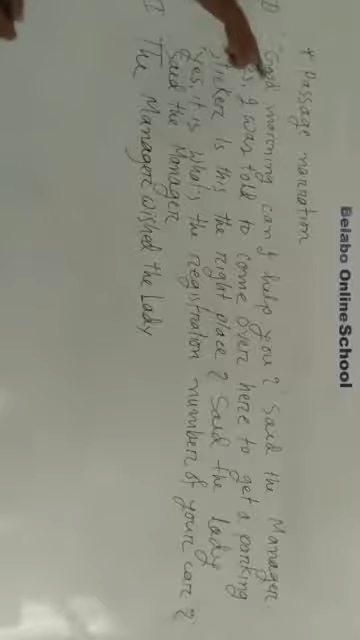 Belabo Online School
* Passage narration
D "Good morning can I help you? Said the Manager
Yes, I was told to come over here to get a parking
sticker Is this the right place? Said the lady
Yes, it is What's the registration number of your car?
Said the Manager
I The Manager wished the lady